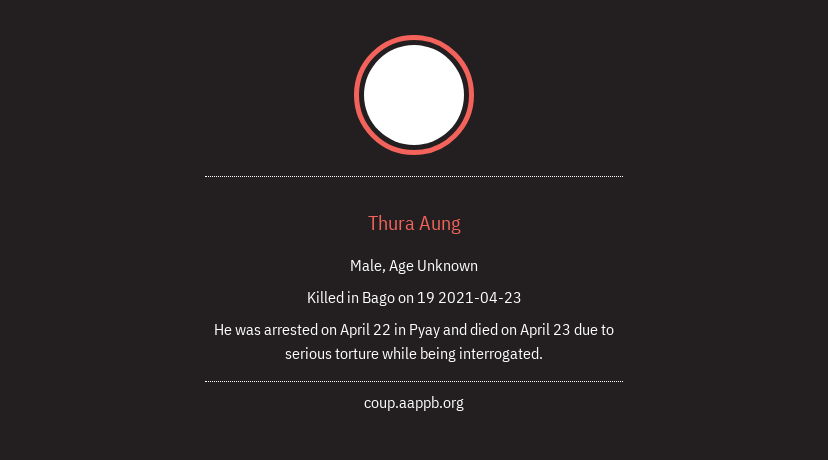 Thura Aung
Male, Age Unknown
Killed in Bago on 19 2021-04-23
He was arrested on April 22 in Pyay and died on April 23 due to
serious torture while being interrogated.
coup.aappb.org